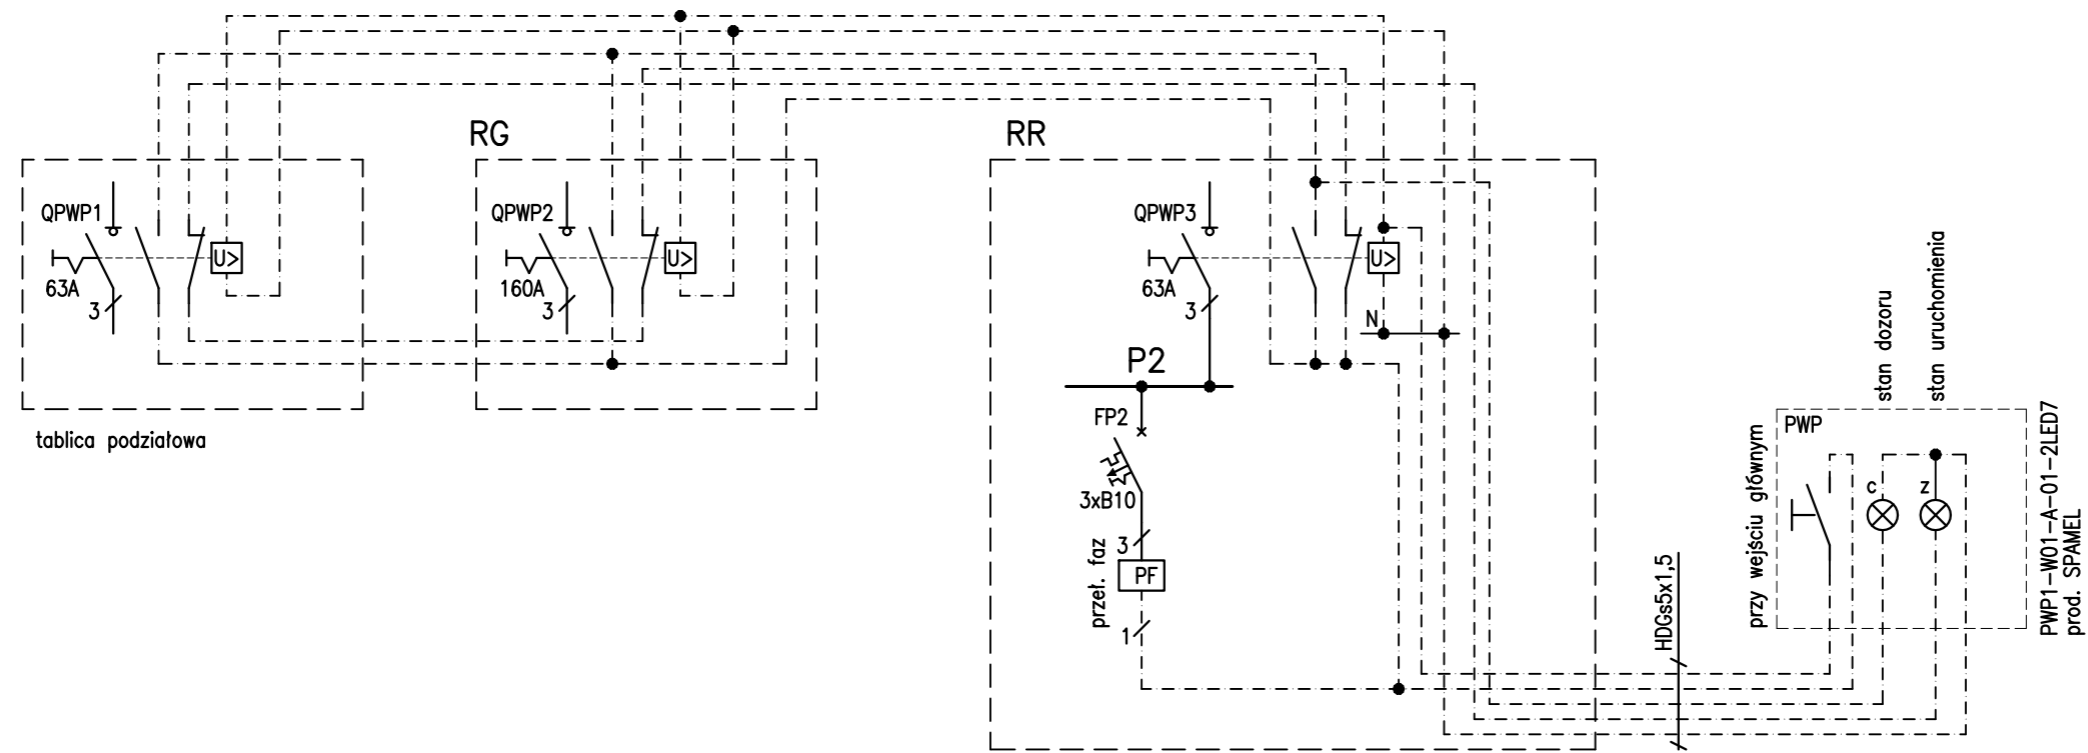 RG
RR
QPWP1
U>
63A
3
tablica podziałowa
QPWP2
U>
160A
3
QPWP3
U>
63A
3
N
P2
FP2
3xB10
3
przeł. faz
PF
1
HDGs5x1,5
stan dozoru
stan uruchomienia
PWP
c
z
przy wejściu głównym
PWP1-W01-A-01-2LED7
prod. SPAMEL